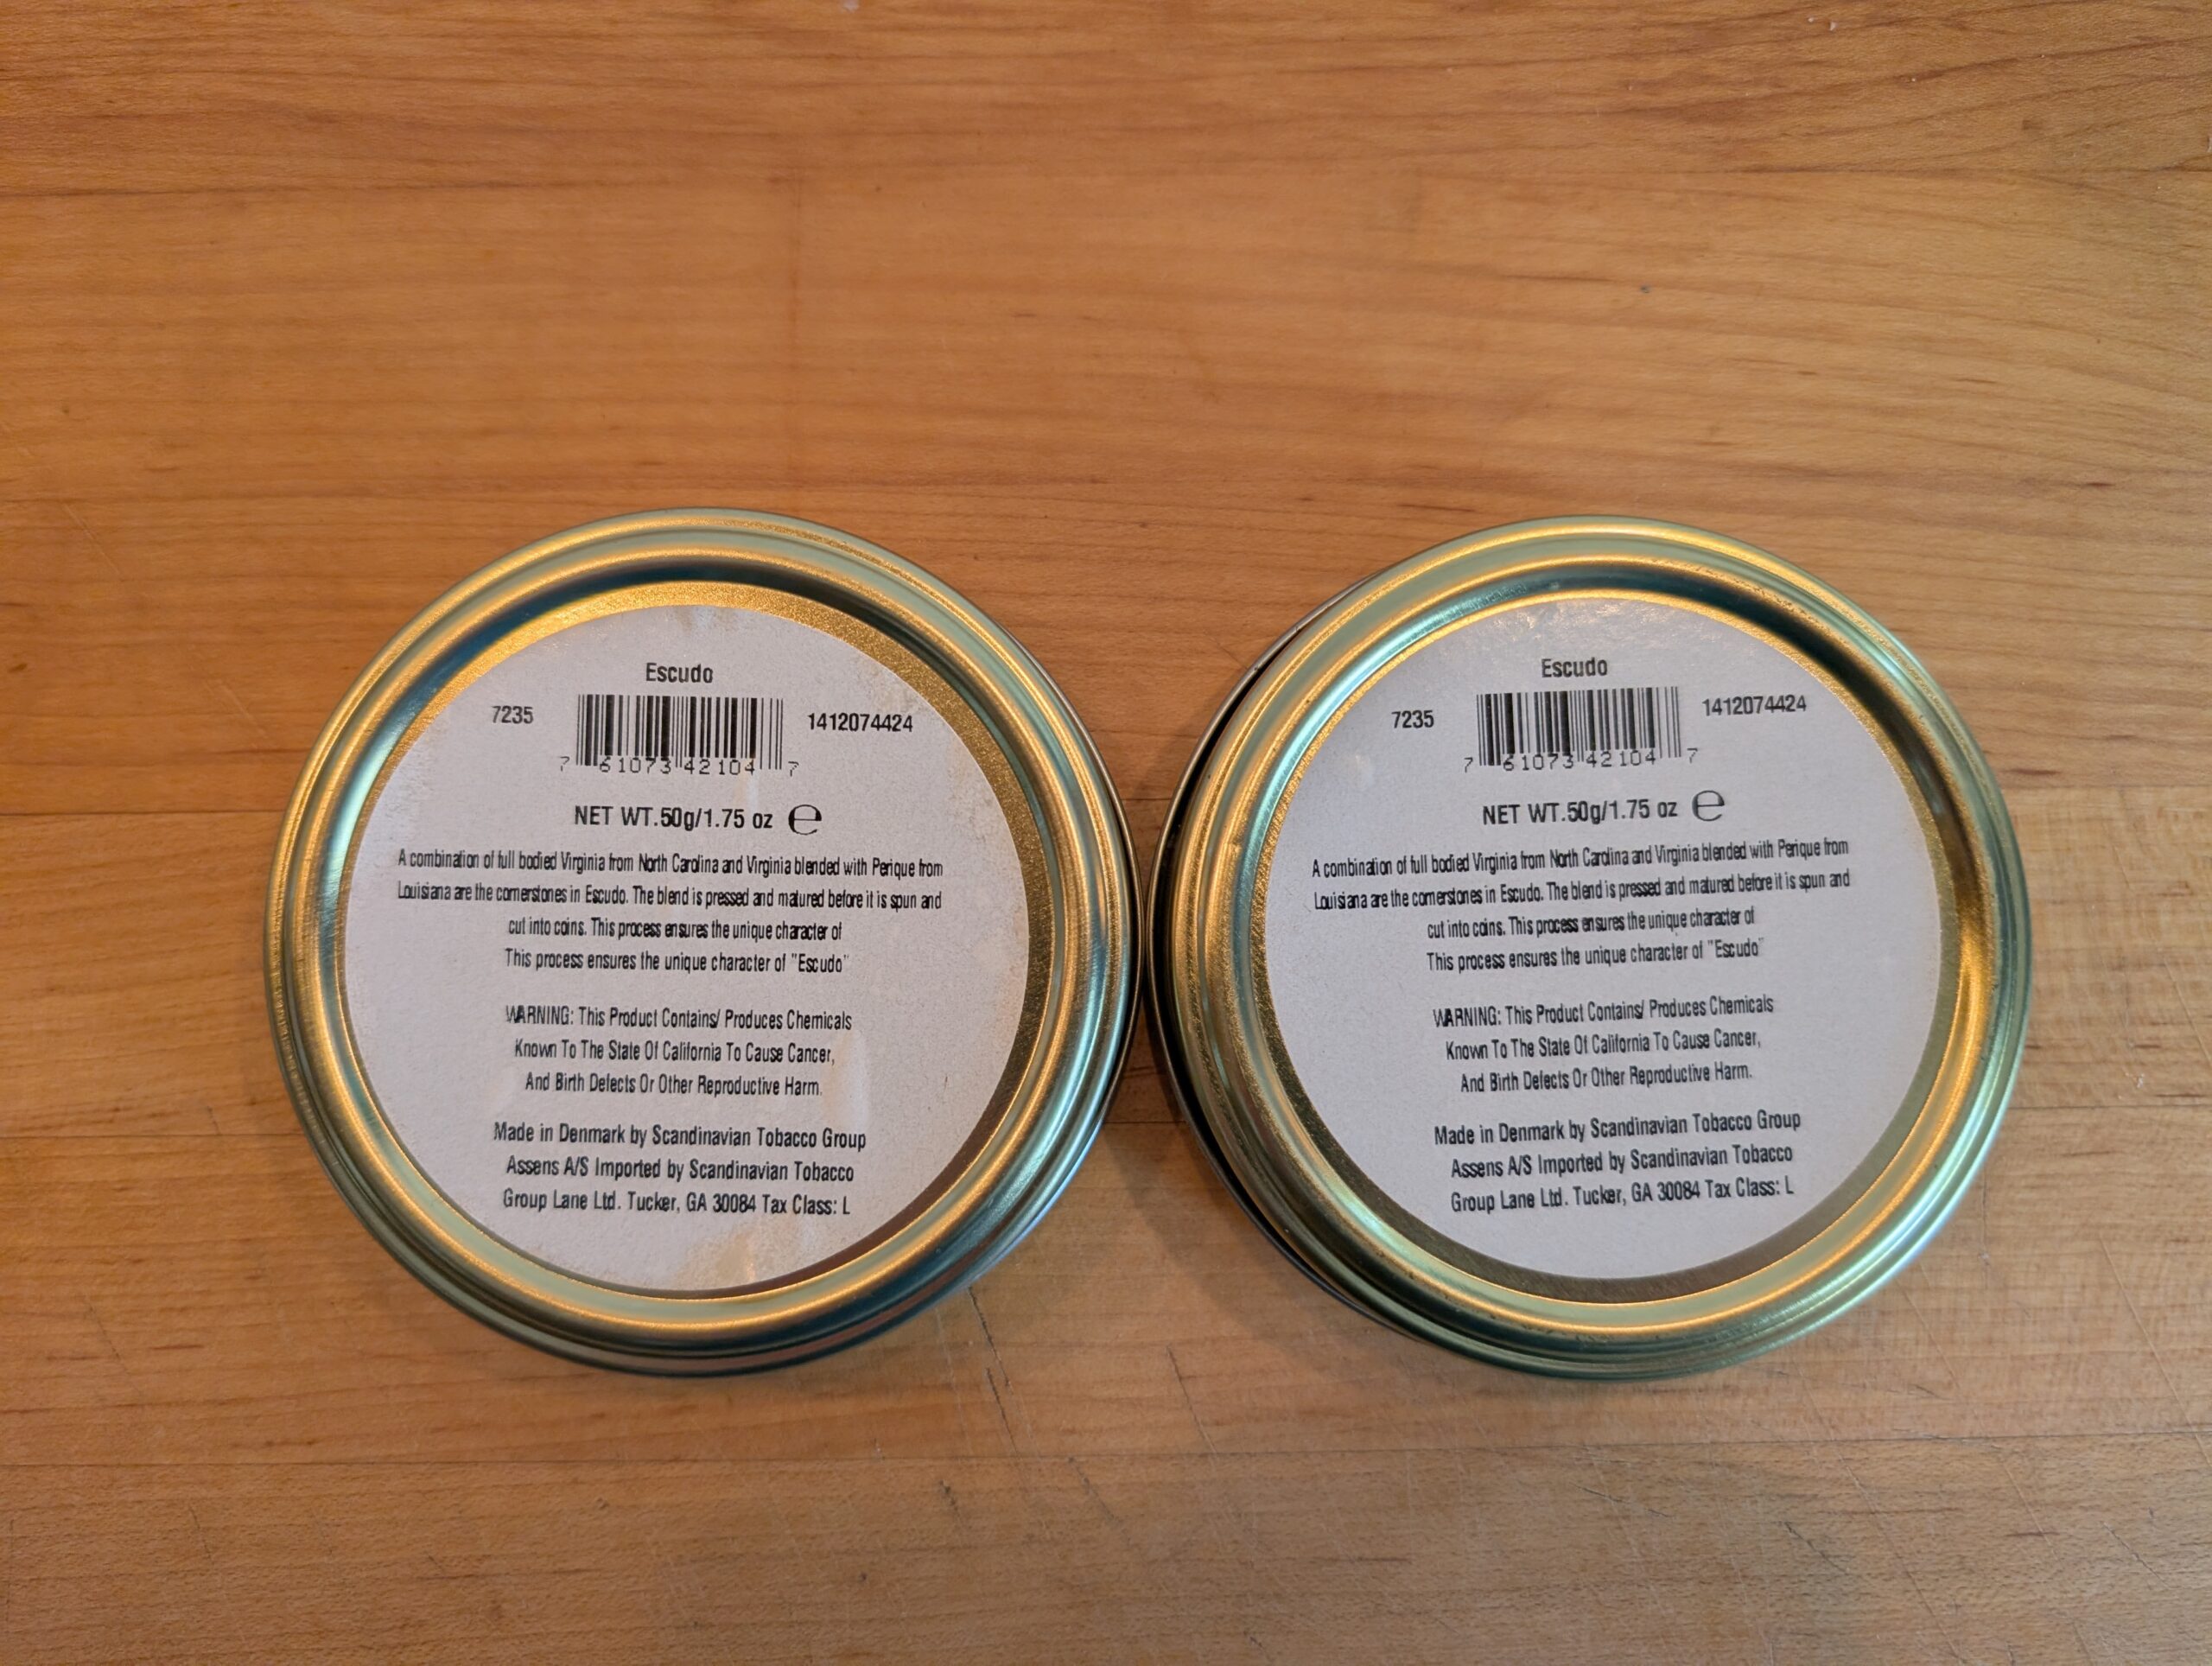 Escudo
7235
1412074424
7 61073 42104 7
NET WT.50g/1.75 oz ℮
A combination of full bodied Virginia from North Carolina and Virginia blended with Perique from
Louisiana are the cornerstones in Escudo. The blend is pressed and matured before it is spun and
cut into coins. This process ensures the unique character of
This process ensures the unique character of "Escudo"
WARNING: This Product Contains/ Produces Chemicals
Known To The State Of California To Cause Cancer,
And Birth Defects Or Other Reproductive Harm.
Made in Denmark by Scandinavian Tobacco Group
Assens A/S Imported by Scandinavian Tobacco
Group Lane Ltd. Tucker, GA 30084 Tax Class: L
Escudo
7235
1412074424
7 61073 42104 7
NET WT.50g/1.75 oz ℮
A combination of full bodied Virginia from North Carolina and Virginia blended with Perique from
Louisiana are the cornerstones in Escudo. The blend is pressed and matured before it is spun and
cut into coins. This process ensures the unique character of
This process ensures the unique character of "Escudo"
WARNING: This Product Contains/ Produces Chemicals
Known To The State Of California To Cause Cancer,
And Birth Defects Or Other Reproductive Harm.
Made in Denmark by Scandinavian Tobacco Group
Assens A/S Imported by Scandinavian Tobacco
Group Lane Ltd. Tucker, GA 30084 Tax Class: L